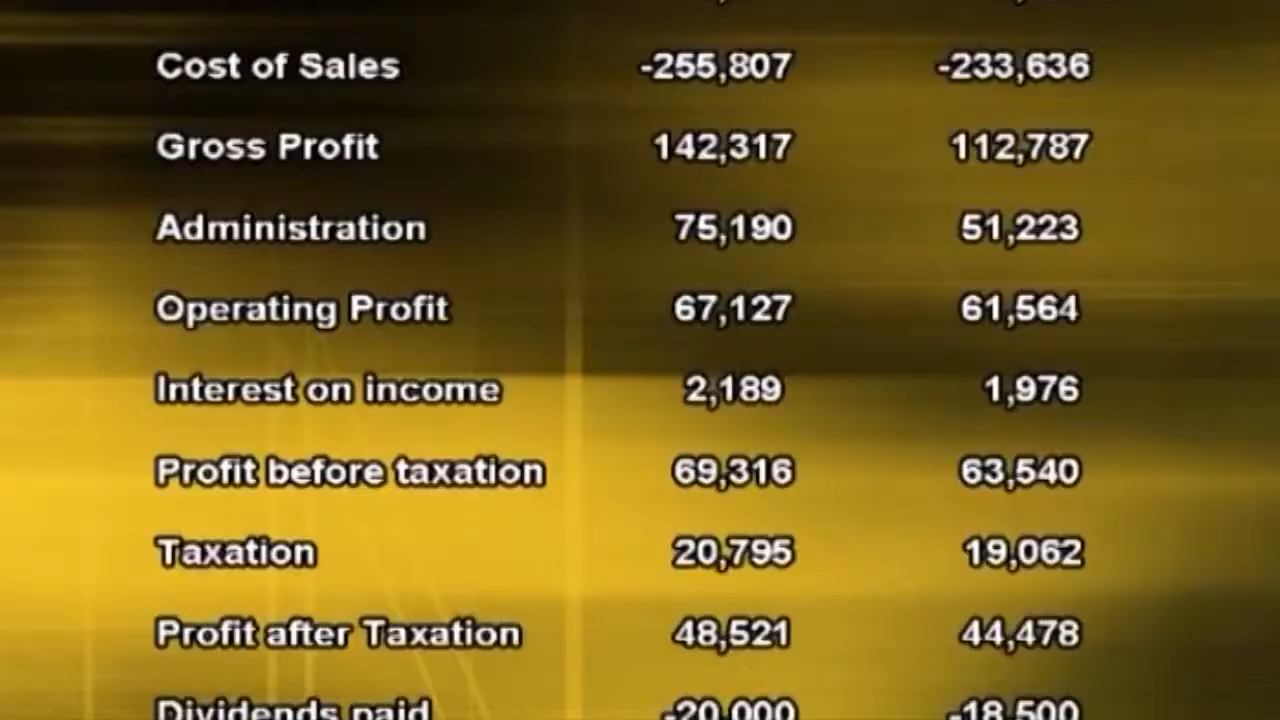 Cost of Sales -255,807 -233,636
Gross Profit 142,317 112,787
Administration 75,190 51,223
Operating Profit 67,127 61,564
Interest on income 2,189 1,976
Profit before taxation 69,316 63,540
Taxation 20,795 19,062
Profit after Taxation 48,521 44,478
Dividends paid -20,000 -18,500